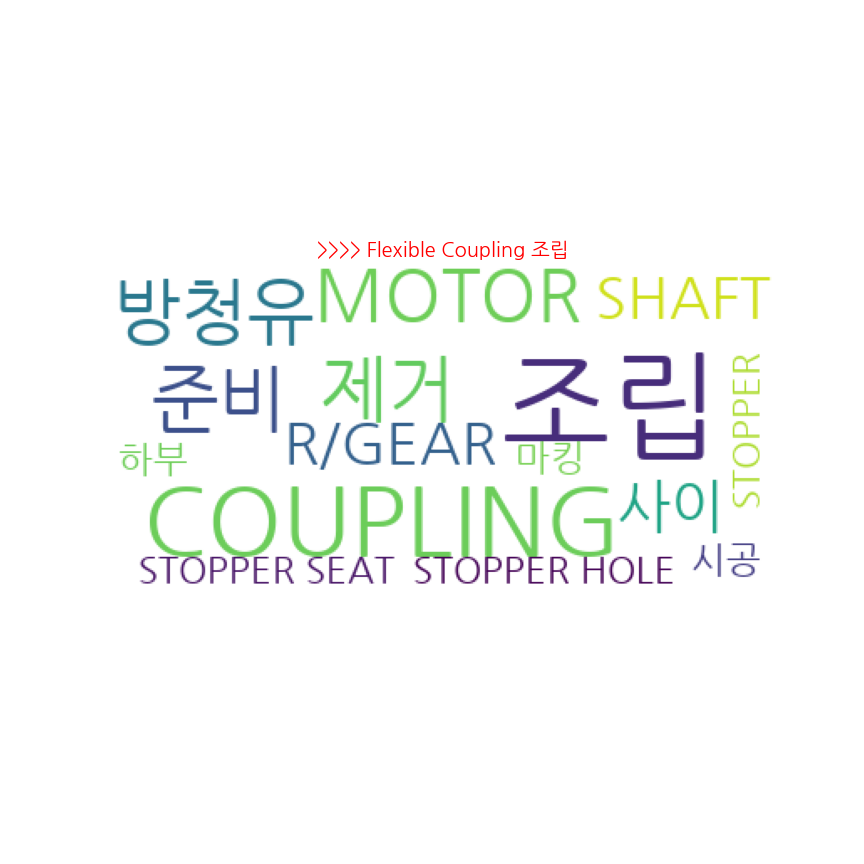 >>>> Flexible Coupling 조립
방청유
MOTOR
SHAFT
준비
제거
조립
STOPPER
R/GEAR
하부
마킹
COUPLING
사이
STOPPER SEAT
STOPPER HOLE
시공